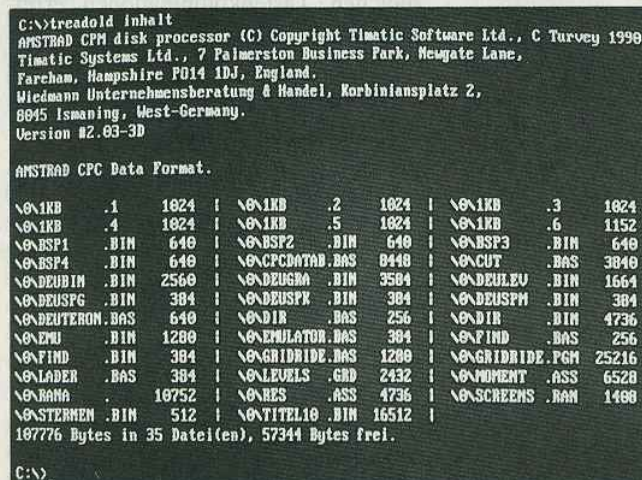 C:\>treadold inhalt
AMSTRAD CPM disk processor (C) Copyright Timatic Software Ltd., C Turvey 1990
Timatic Systems Ltd., 7 Palmerston Business Park, Newgate Lane,
Fareham, Hampshire PO14 1DJ, England.
Wiedmann Unternehmensberatung & Handel, Korbiniansplatz 2,
8045 Ismaning, West-Germany.
Version #2.03-3D
AMSTRAD CPC Data Format.
\0\1KB .1 1024 | \0\1KB .2 1024 | \0\1KB .3 1024
\0\1KB .4 1024 | \0\1KB .5 1024 | \0\1KB .6 1152
\0\BSP1 .BIN 640 | \0\BSP2 .BIN 640 | \0\BSP3 .BIN 640
\0\BSP4 .BIN 640 | \0\CPCDATAB.BAS 8448 | \0\CUT .BAS 3840
\0\DEUBIN .BIN 2560 | \0\DEUGRA .BIN 3584 | \0\DEULEV .BIN 1664
\0\DEUSPG .BIN 384 | \0\DEUSPK .BIN 384 | \0\DEUSPM .BIN 384
\0\DEUTERON.BAS 640 | \0\DIR .BAS 256 | \0\DIR .BIN 4736
\0\EMU .BIN 1280 | \0\EMULATOR.BAS 384 | \0\FIND .BAS 256
\0\FIND .BIN 384 | \0\GRIDRIDE.BAS 1280 | \0\GRIDRIDE.PGM 25216
\0\LADER .BAS 384 | \0\LEVELS .GRD 2432 | \0\MOMENT .ASS 6528
\0\RAMA . 10752 | \0\RES .ASS 4736 | \0\SCREENS .RAM 1408
\0\STERMEN .BIN 512 | \0\TITEL10 .BIN 16512 |
107776 Bytes in 35 Datei(en), 57344 Bytes frei.
C:\>